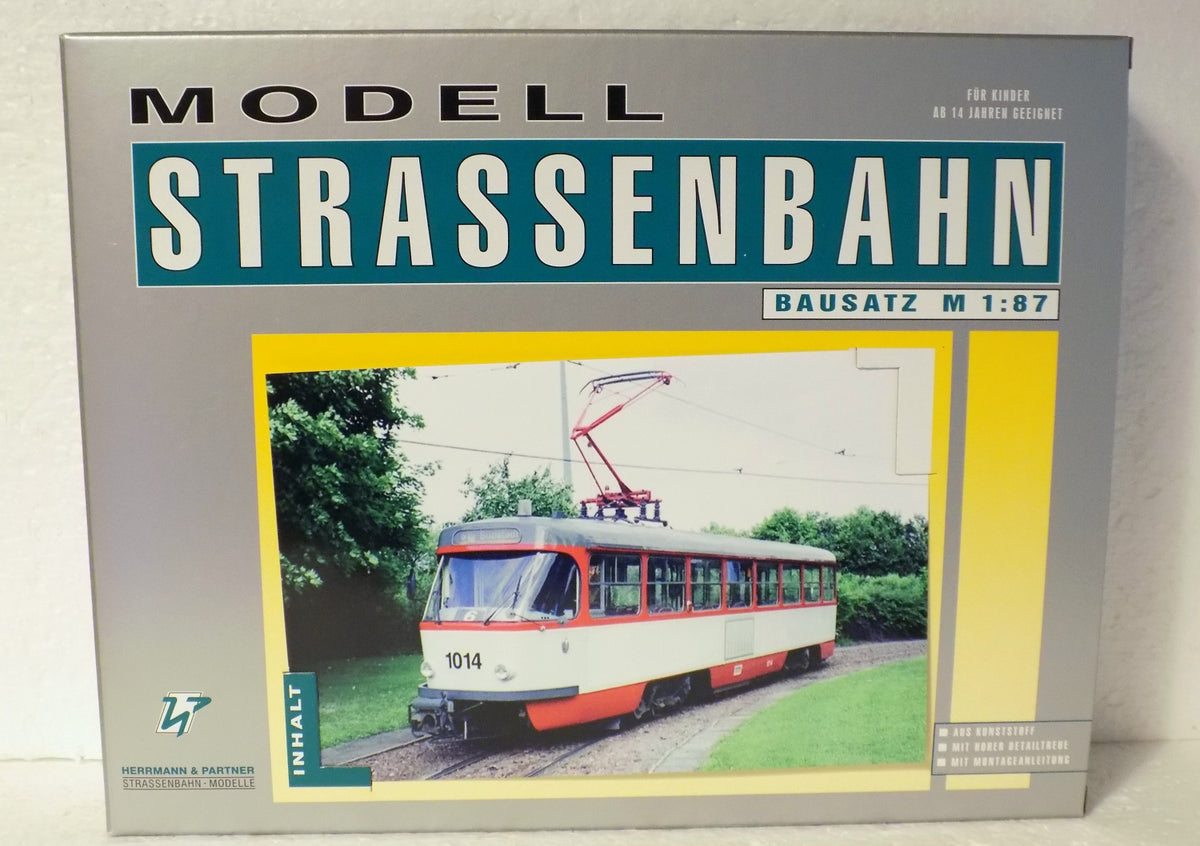 MODELL
FÜR KINDER
AB 14 JAHREN GEEIGNET
STRASSENBAHN
BAUSATZ M 1:87
6
1014
INHALT
AUS KUNSTSTOFF
MIT HOHER DETAILTREUE
MIT MONTAGEANLEITUNG
HERRMANN & PARTNER
STRASSENBAHN · MODELLE